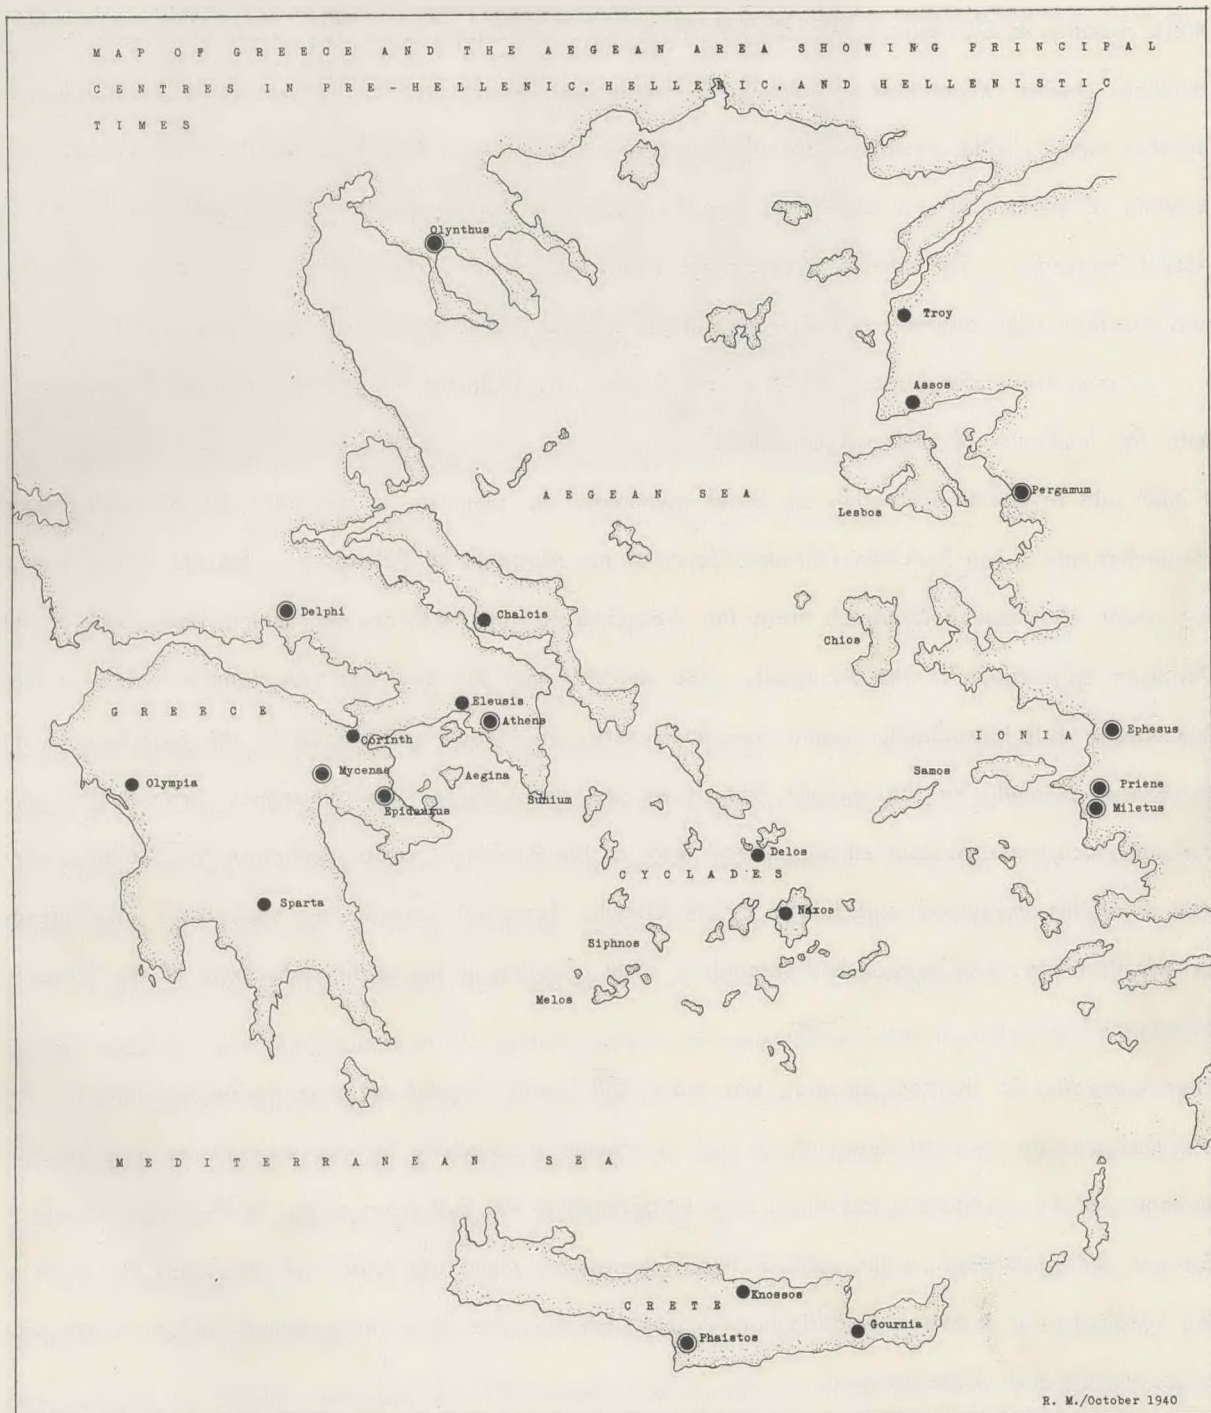 MAP OF GREECE AND THE AEGEAN AREA SHOWING PRINCIPAL
CENTRES IN PRE-HELLENIC, HELLENIC, AND HELLENISTIC
TIMES
Olynthus
Troy
Assos
AEGEAN SEA
Pergamum
Lesbos
Delphi
Chalcis
Chios
Eleusis
GREECE
Athens
Corinth
IONIA
Ephesus
Mycenae
Aegina
Samos
Olympia
Priene
Sunium
Epidaurus
Miletus
Delos
CYCLADES
Sparta
Naxos
Siphnos
Melos
MEDITERRANEAN SEA
Knossos
CRETE
Gournia
Phaistos
R. M./October 1940